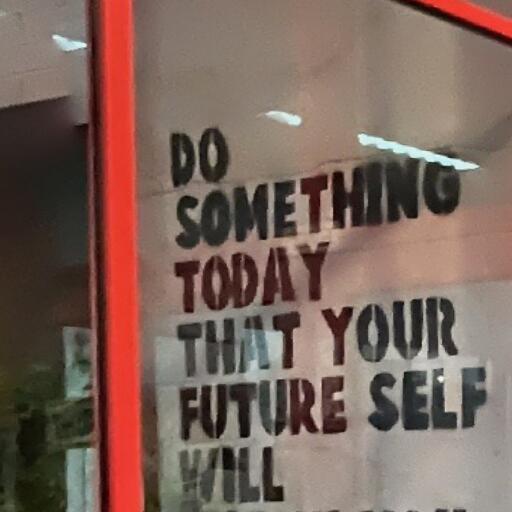 DO
SOMETHING
TODAY
THAT YOUR
FUTURE SELF
WILL